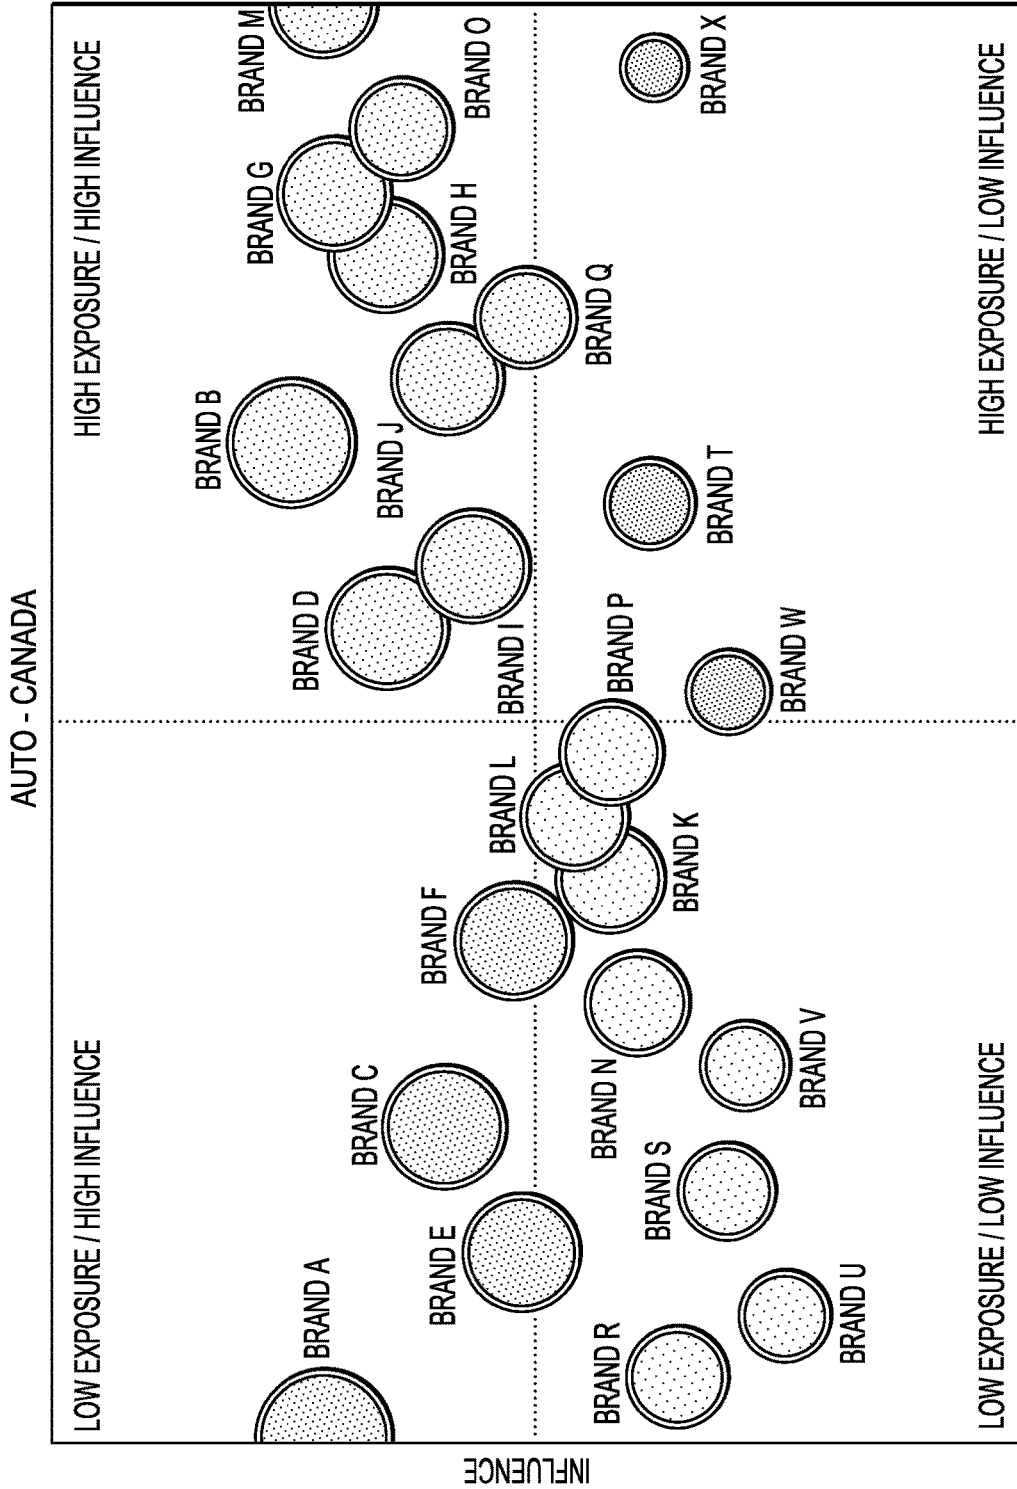 AUTO - CANADA
LOW EXPOSURE / HIGH INFLUENCE
HIGH EXPOSURE / HIGH INFLUENCE
BRAND A
BRAND E
BRAND C
BRAND F
BRAND L
BRAND D
BRAND I
BRAND B
BRAND J
BRAND G
BRAND H
BRAND M
BRAND O
BRAND Q
BRAND R
BRAND U
BRAND S
BRAND V
BRAND N
BRAND K
BRAND P
BRAND W
BRAND T
BRAND X
LOW EXPOSURE / LOW INFLUENCE
HIGH EXPOSURE / LOW INFLUENCE
INFLUENCE